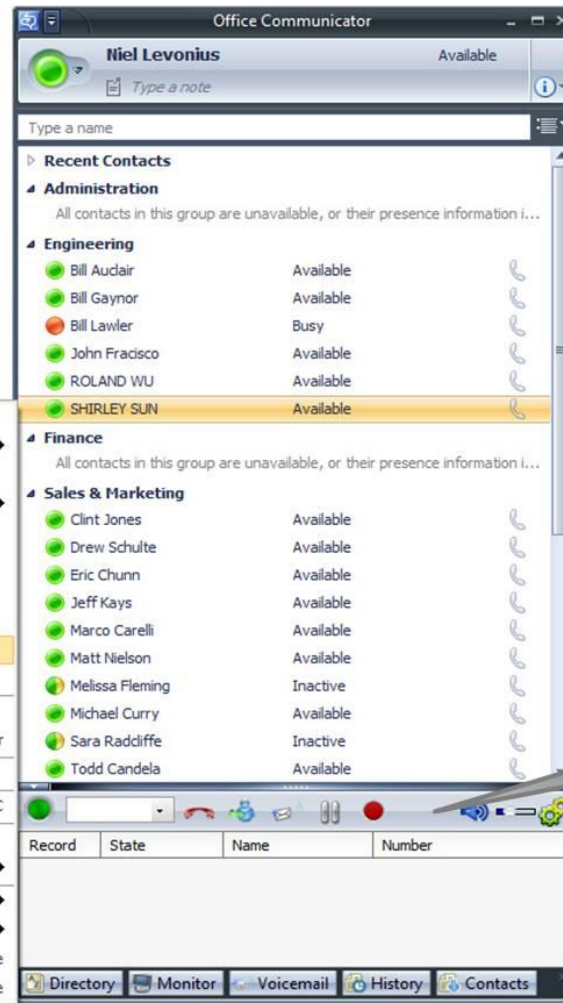 Office Communicator
Niel Levonius Available
Type a note
Type a name
Recent Contacts
Administration
All contacts in this group are unavailable, or their presence information i...
Engineering
Bill Auclair Available
Bill Gaynor Available
Bill Lawler Busy
John Fracisco Available
ROLAND WU Available
SHIRLEY SUN Available
Finance
All contacts in this group are unavailable, or their presence information i...
Sales & Marketing
Clint Jones Available
Drew Schulte Available
Eric Chunn Available
Jeff Kays Available
Marco Carelli Available
Matt Nielson Available
Melissa Fleming Inactive
Michael Curry Available
Sara Radcliffe Inactive
Todd Candela Available
Record State Name Number
Directory Monitor Voicemail History Contacts